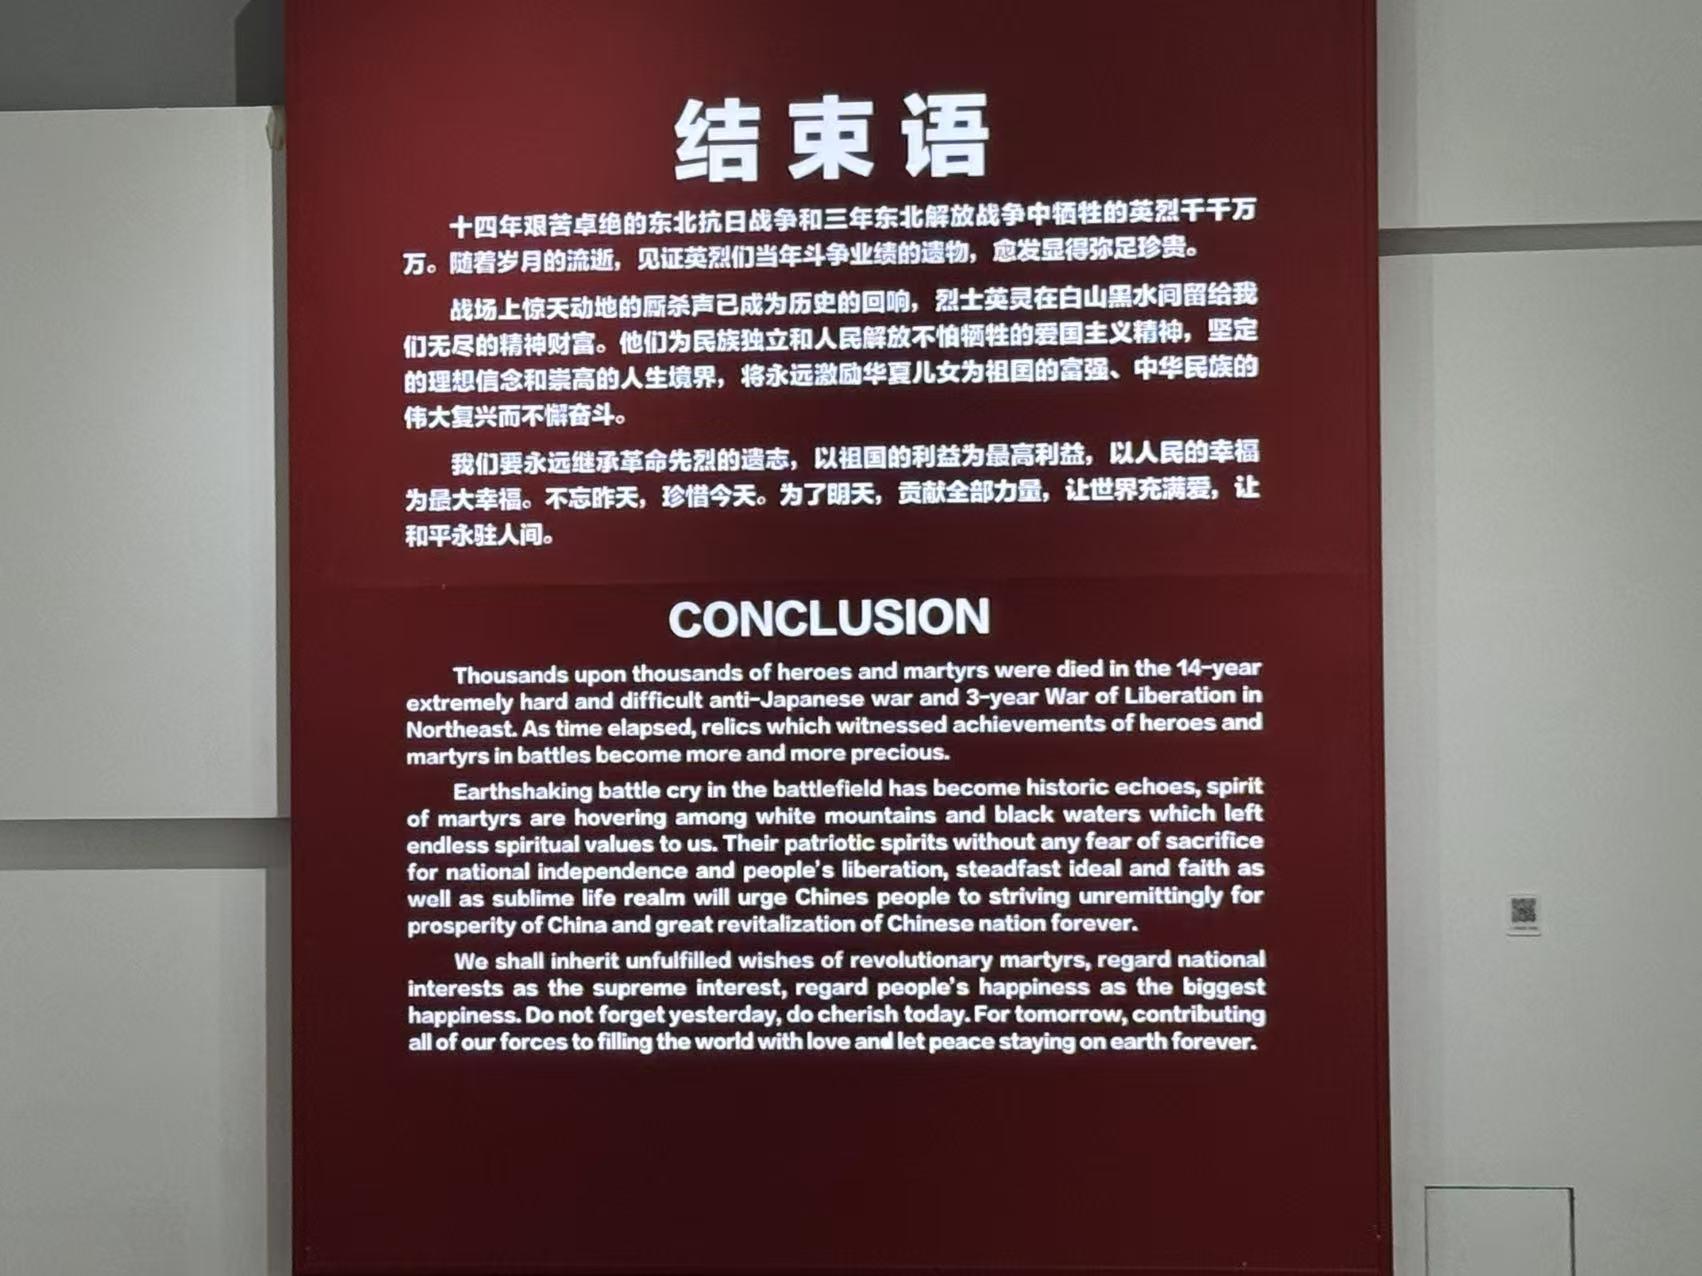 结束语
十四年艰苦卓绝的东北抗日战争和三年东北解放战争中牺牲的英烈千千万
万。随着岁月的流逝，见证英烈们当年斗争业绩的遗物，愈发显得弥足珍贵。
战场上惊天动地的厮杀声已成为历史的回响，烈士英灵在白山黑水间留给我
们无尽的精神财富。他们为民族独立和人民解放不怕牺牲的爱国主义精神，坚定
的理想信念和崇高的人生境界，将永远激励华夏儿女为祖国的富强、中华民族的
伟大复兴而不懈奋斗。
我们要永远继承革命先烈的遗志，以祖国的利益为最高利益，以人民的幸福
为最大幸福。不忘昨天，珍惜今天。为了明天，贡献全部力量，让世界充满爱，让
和平永驻人间。
CONCLUSION
Thousands upon thousands of heroes and martyrs were died in the 14-year
extremely hard and difficult anti-Japanese war and 3-year War of Liberation in
Northeast. As time elapsed, relics which witnessed achievements of heroes and
martyrs in battles become more and more precious.
Earthshaking battle cry in the battlefield has become historic echoes, spirit
of martyrs are hovering among white mountains and black waters which left
endless spiritual values to us. Their patriotic spirits without any fear of sacrifice
for national independence and people's liberation, steadfast ideal and faith as
well as sublime life realm will urge Chines people to striving unremittingly for
prosperity of China and great revitalization of Chinese nation forever.
We shall inherit unfulfilled wishes of revolutionary martyrs, regard national
interests as the supreme interest, regard people's happiness as the biggest
happiness. Do not forget yesterday, do cherish today. For tomorrow, contributing
all of our forces to filling the world with love and let peace staying on earth forever.